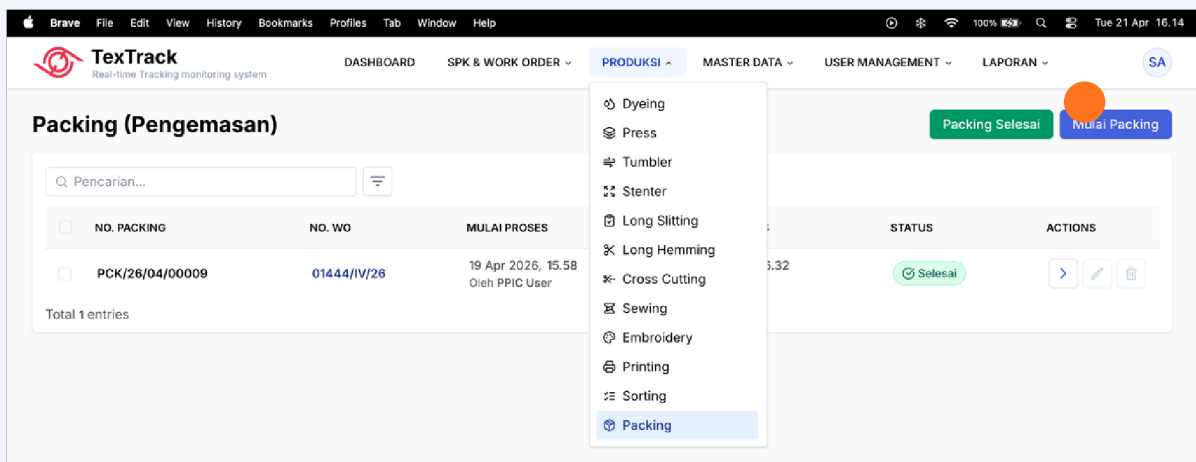 Brave File Edit View History Bookmarks Profiles Tab Window Help 100% Tue 21 Apr 16.14
TexTrack
Real-time Tracking monitoring system
DASHBOARD SPK & WORK ORDER PRODUKSI MASTER DATA USER MANAGEMENT LAPORAN SA
Packing (Pengemasan)
Packing Selesai Mulai Packing
Pencarian...
NO. PACKING NO. WO MULAI PROSES STATUS ACTIONS
PCK/26/04/00009 01444/IV/26 19 Apr 2026, 15.58 6.32 Selesai
Oleh PPIC User
Total 1 entries
Dyeing
Press
Tumbler
Stenter
Long Slitting
Long Hemming
Cross Cutting
Sewing
Embroidery
Printing
Sorting
Packing